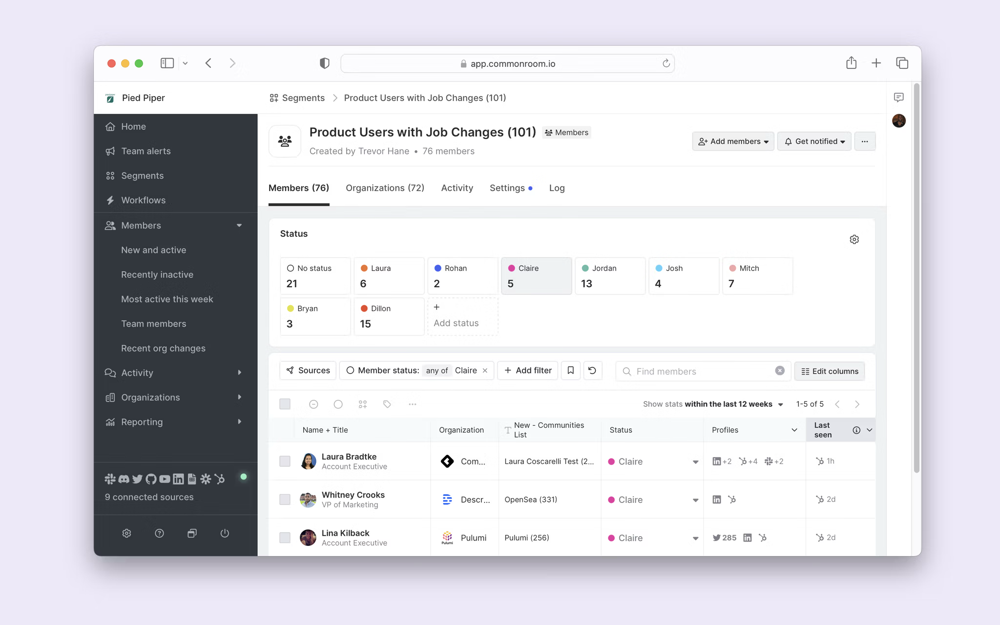 app.commonroom.io
Pied Piper
Segments
Product Users with Job Changes (101)
Home
Team alerts
Segments
Workflows
Members
New and active
Recently inactive
Most active this week
Team members
Recent org changes
Activity
Organizations
Reporting
9 connected sources
Product Users with Job Changes (101)
Members
Created by Trevor Hane • 76 members
Add members
Get notified
Members (76)
Organizations (72)
Activity
Settings
Log
Status
No status
21
Laura
6
Rohan
2
Claire
5
Jordan
13
Josh
4
Mitch
7
Bryan
3
Dillon
15
+
Add status
Sources
Member status: any of Claire ×
+ Add filter
Find members
Edit columns
Show stats within the last 12 weeks
1-5 of 5
Name + Title
Organization
New - Communities
List
Status
Profiles
Last
seen
Laura Bradtke
Account Executive
Com...
Laura Coscarelli Test (2...
Claire
+2 +4 +2
1h
Whitney Crooks
VP of Marketing
Descr...
OpenSea (331)
Claire
2d
Lina Kilback
Account Executive
Pulumi
Pulumi
Pulumi (256)
Claire
285
2d